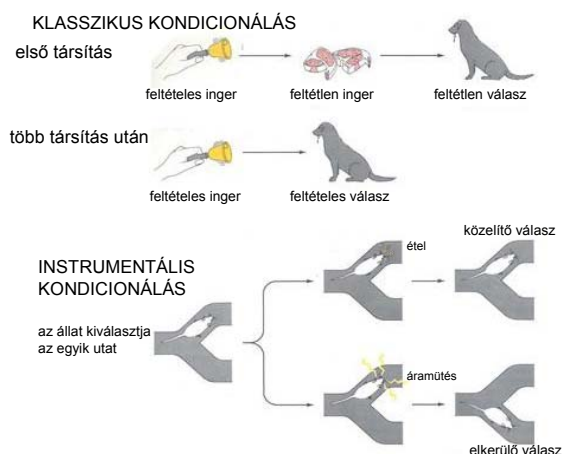 KLASSZIKUS KONDICIONÁLÁS
első társítás
feltételes inger
feltétlen inger
feltétlen válasz
több társítás után
feltételes inger
feltételes válasz
INSTRUMENTÁLIS
KONDICIONÁLÁS
az állat kiválasztja
az egyik utat
étel
közelítő válasz
áramütés
elkerülő válasz